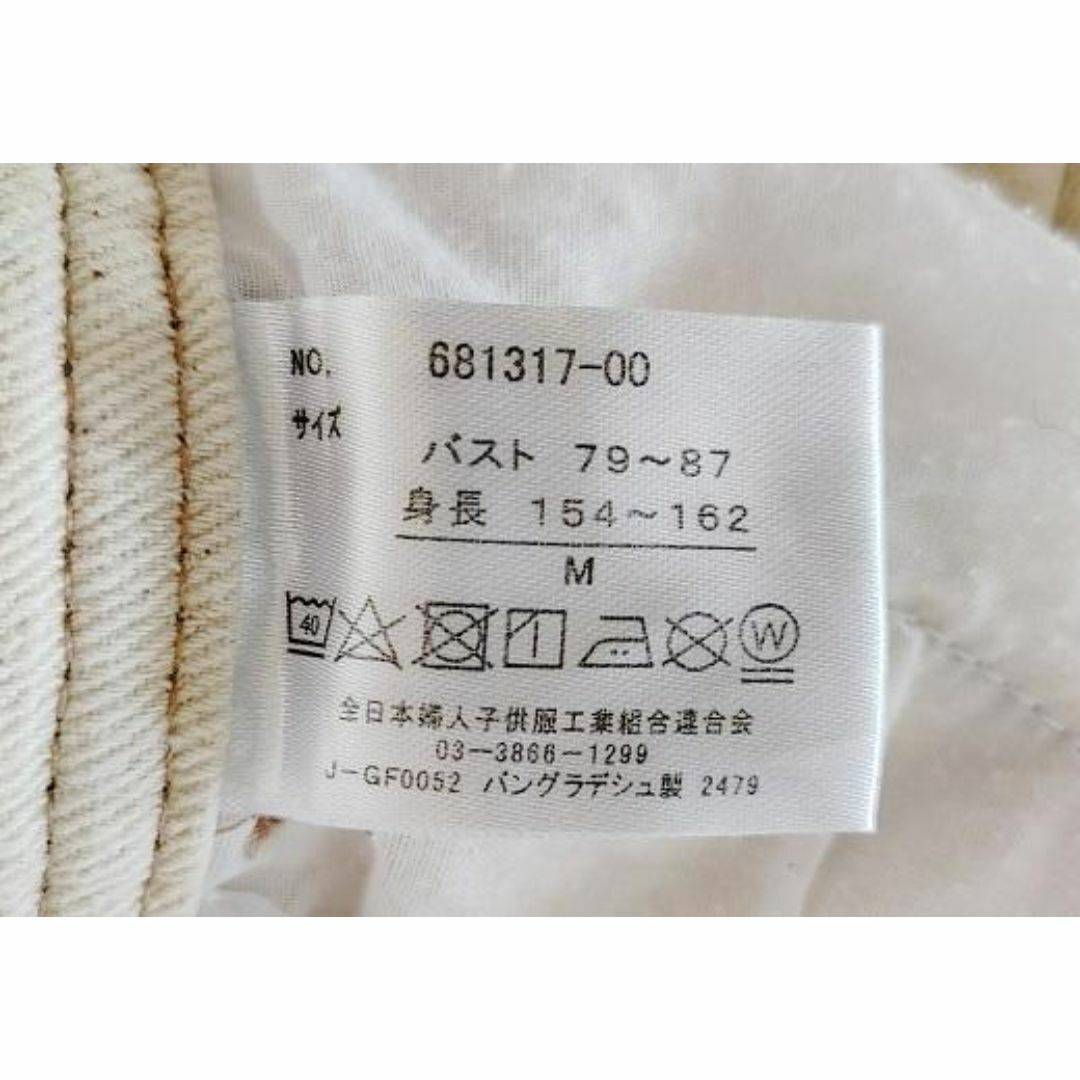 NO. 681317-00
サイズ
バスト 79～87
身長 154～162
M
40 W
全日本婦人子供服工業組合連合会
03-3866-1299
J-GF0052 バングラデシュ製 2479